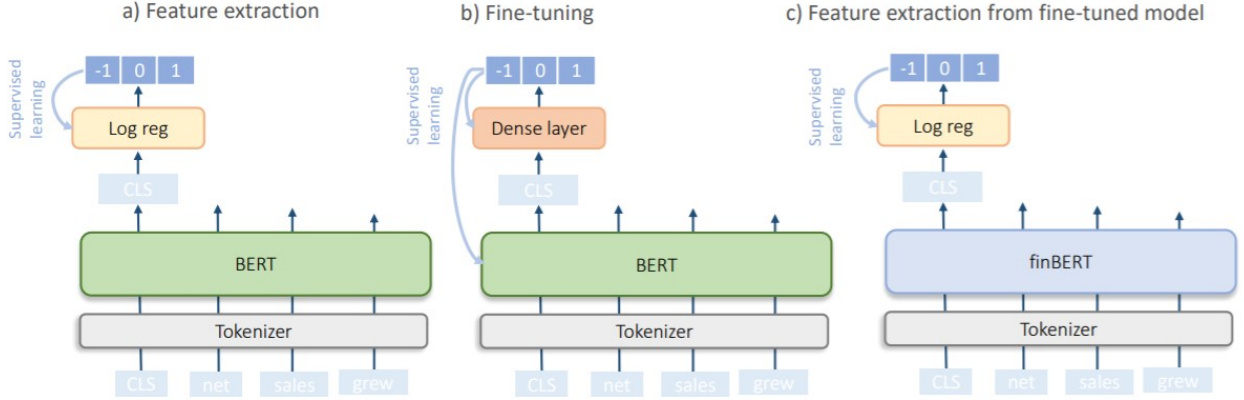 a) Feature extraction
-1 0 1
Supervised
learning
Log reg
CLS
BERT
Tokenizer
CLS net sales grew
b) Fine-tuning
-1 0 1
Supervised
learning
Dense layer
CLS
BERT
Tokenizer
CLS net sales grew
c) Feature extraction from fine-tuned model
-1 0 1
Supervised
learning
Log reg
CLS
finBERT
Tokenizer
CLS net sales grew